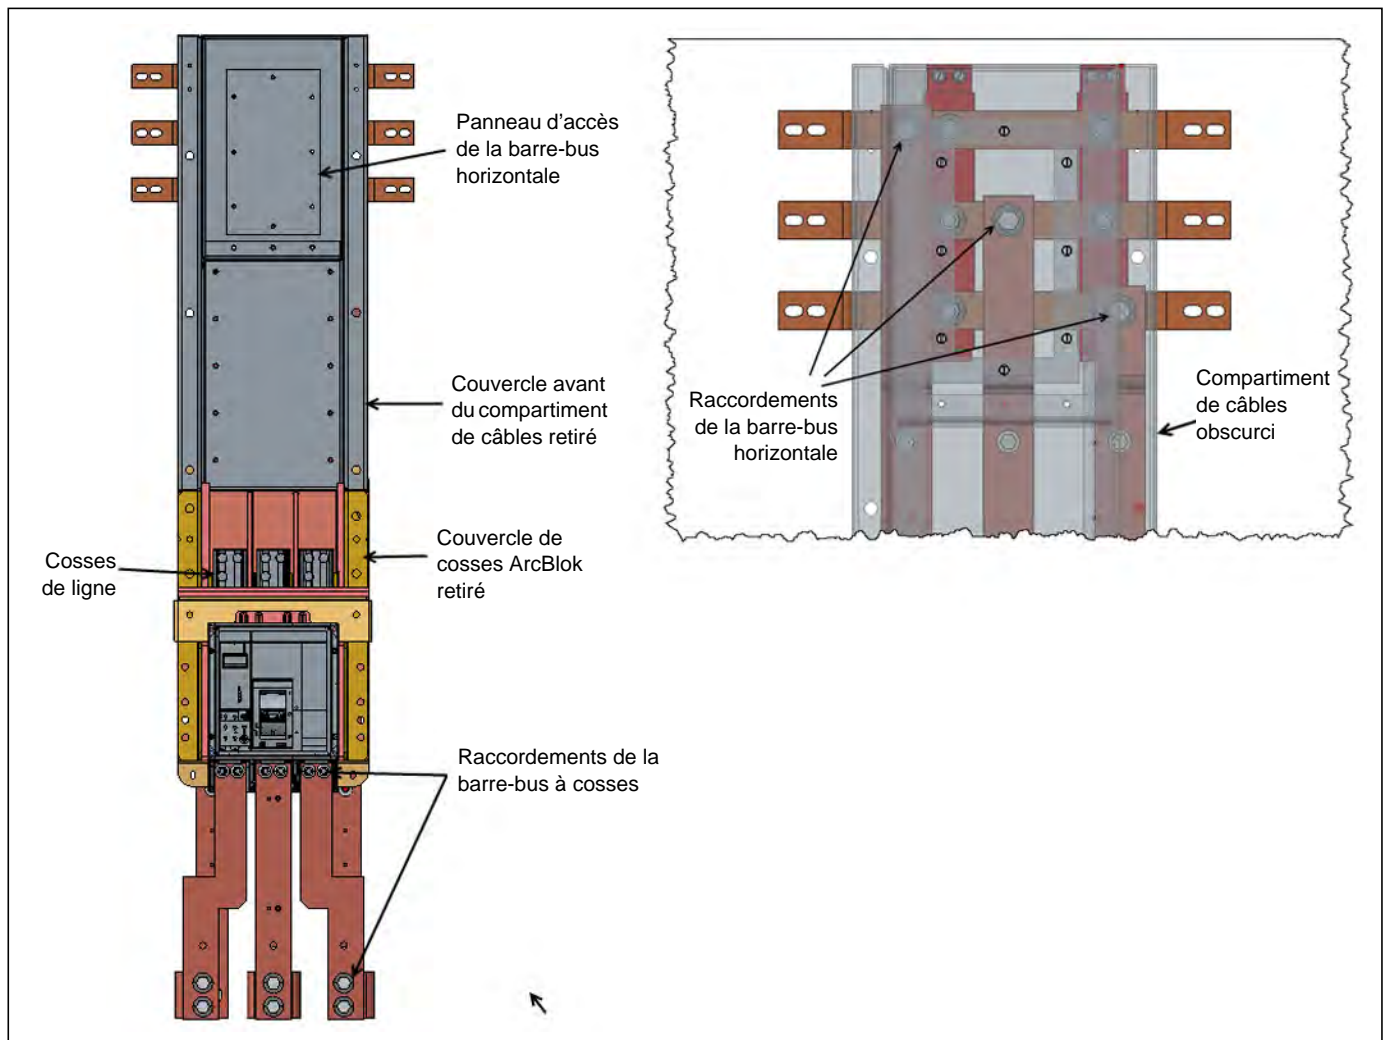 Panneau d'accès
de la barre-bus
horizontale
Couvercle avant
du compartiment
de câbles retiré
Cosses
de ligne
Couvercle de
cosses ArcBlok
retiré
Raccordements de la
barre-bus à cosses
Raccordements
de la barre-bus
horizontale
Compartiment
de câbles
obscurci